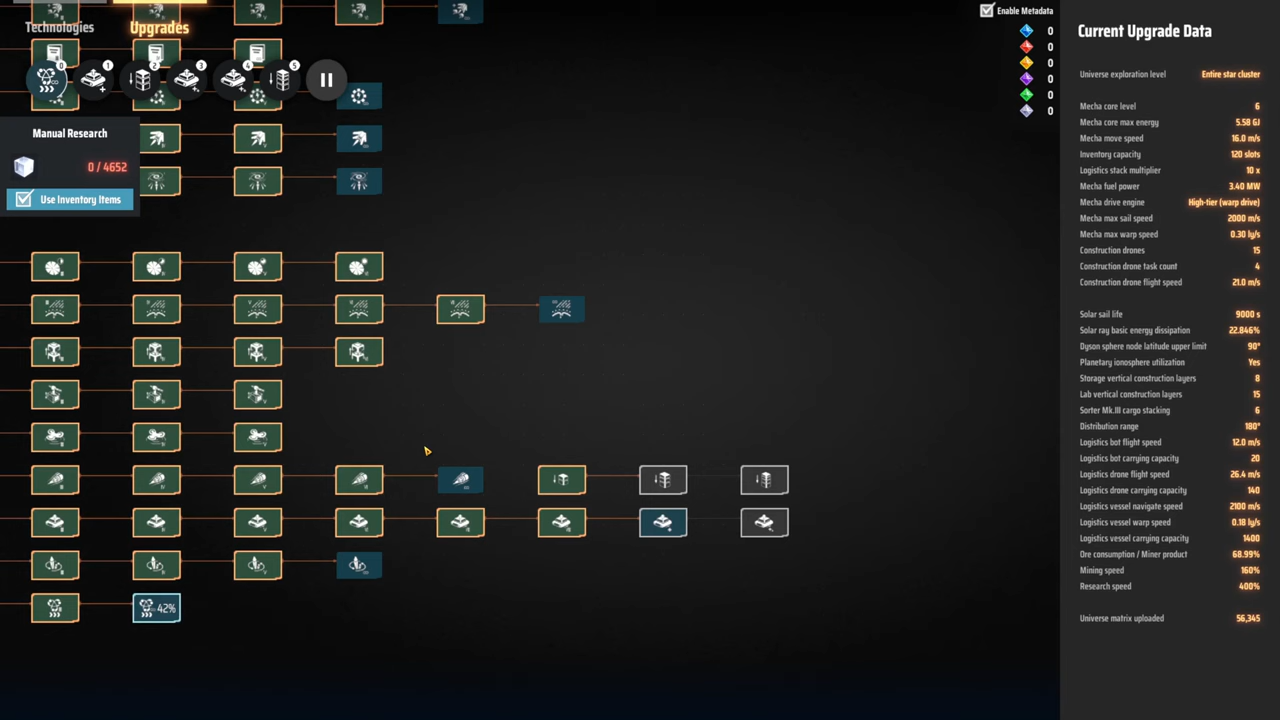 Technologies
Upgrades
0
1
2
3
4
5
Manual Research
0 / 4652
Use Inventory Items
42%
Enable Metadata
0
0
0
0
0
0
Current Upgrade Data
Universe exploration level Entire star cluster
Mecha core level 6
Mecha core max energy 5.58 GJ
Mecha move speed 16.0 m/s
Inventory capacity 120 slots
Logistics stack multiplier 10 x
Mecha fuel power 3.40 MW
Mecha drive engine High-tier (warp drive)
Mecha max sail speed 2000 m/s
Mecha max warp speed 0.30 ly/s
Construction drones 15
Construction drone task count 4
Construction drone flight speed 21.0 m/s
Solar sail life 9000 s
Solar ray basic energy dissipation 22.846%
Dyson sphere node latitude upper limit 90°
Planetary ionosphere utilization Yes
Storage vertical construction layers 8
Lab vertical construction layers 15
Sorter Mk.III cargo stacking 6
Distribution range 180°
Logistics bot flight speed 12.0 m/s
Logistics bot carrying capacity 20
Logistics drone flight speed 26.4 m/s
Logistics drone carrying capacity 140
Logistics vessel navigate speed 2100 m/s
Logistics vessel warp speed 0.18 ly/s
Logistics vessel carrying capacity 1400
Ore consumption / Miner product 68.99%
Mining speed 160%
Research speed 400%
Universe matrix uploaded 56,345